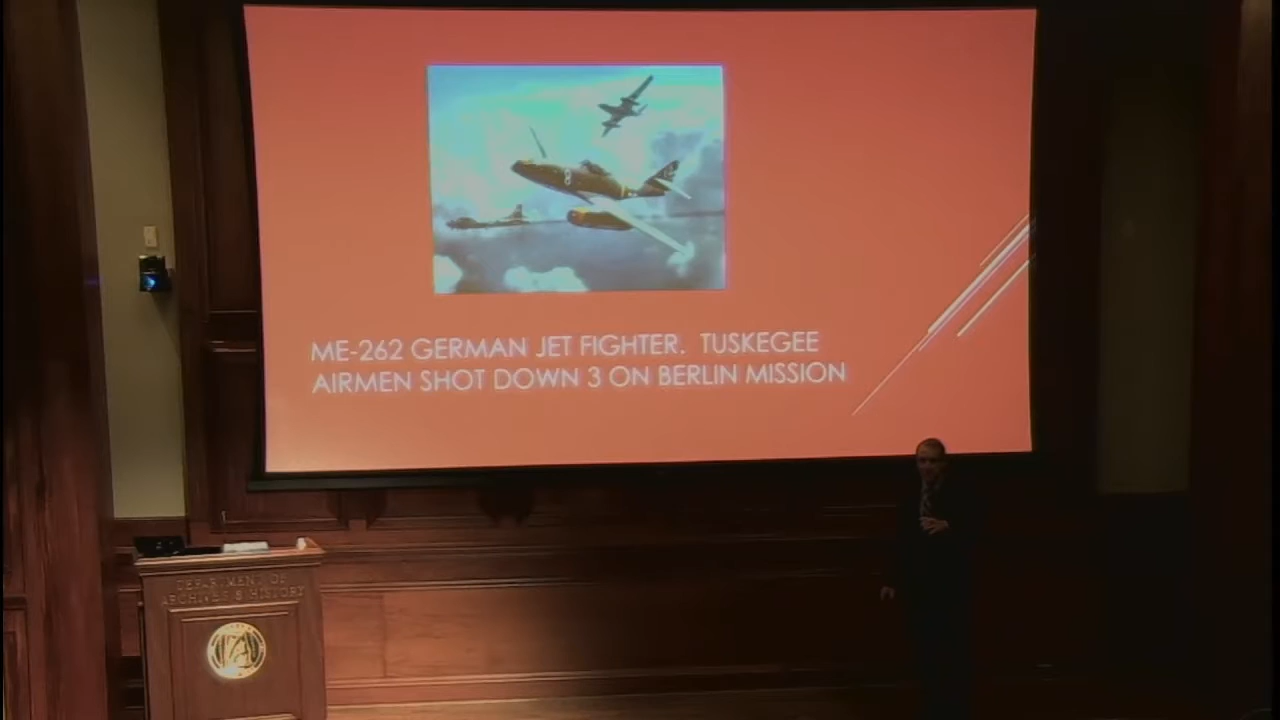 ME-262 GERMAN JET FIGHTER. TUSKEGEE
AIRMEN SHOT DOWN 3 ON BERLIN MISSION
DEPARTMENT OF
ARCHIVES & HISTORY